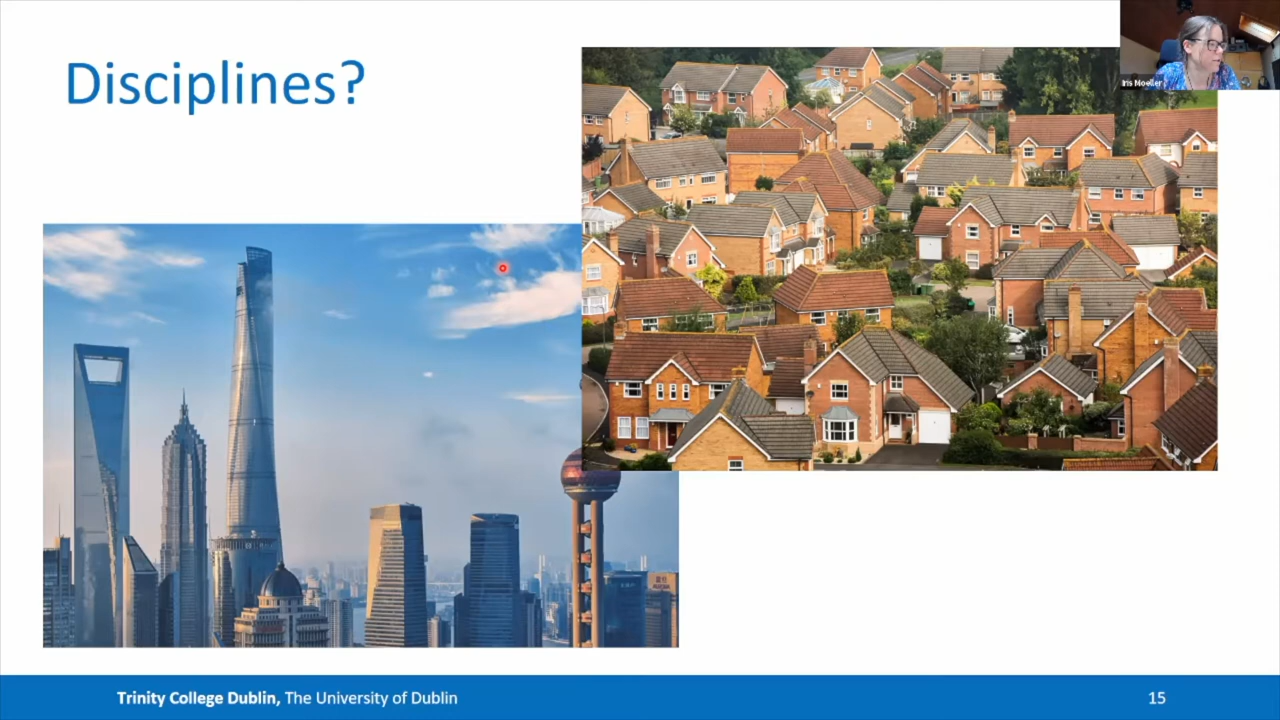 Disciplines?
Iris Moeller
Trinity College Dublin, The University of Dublin
15